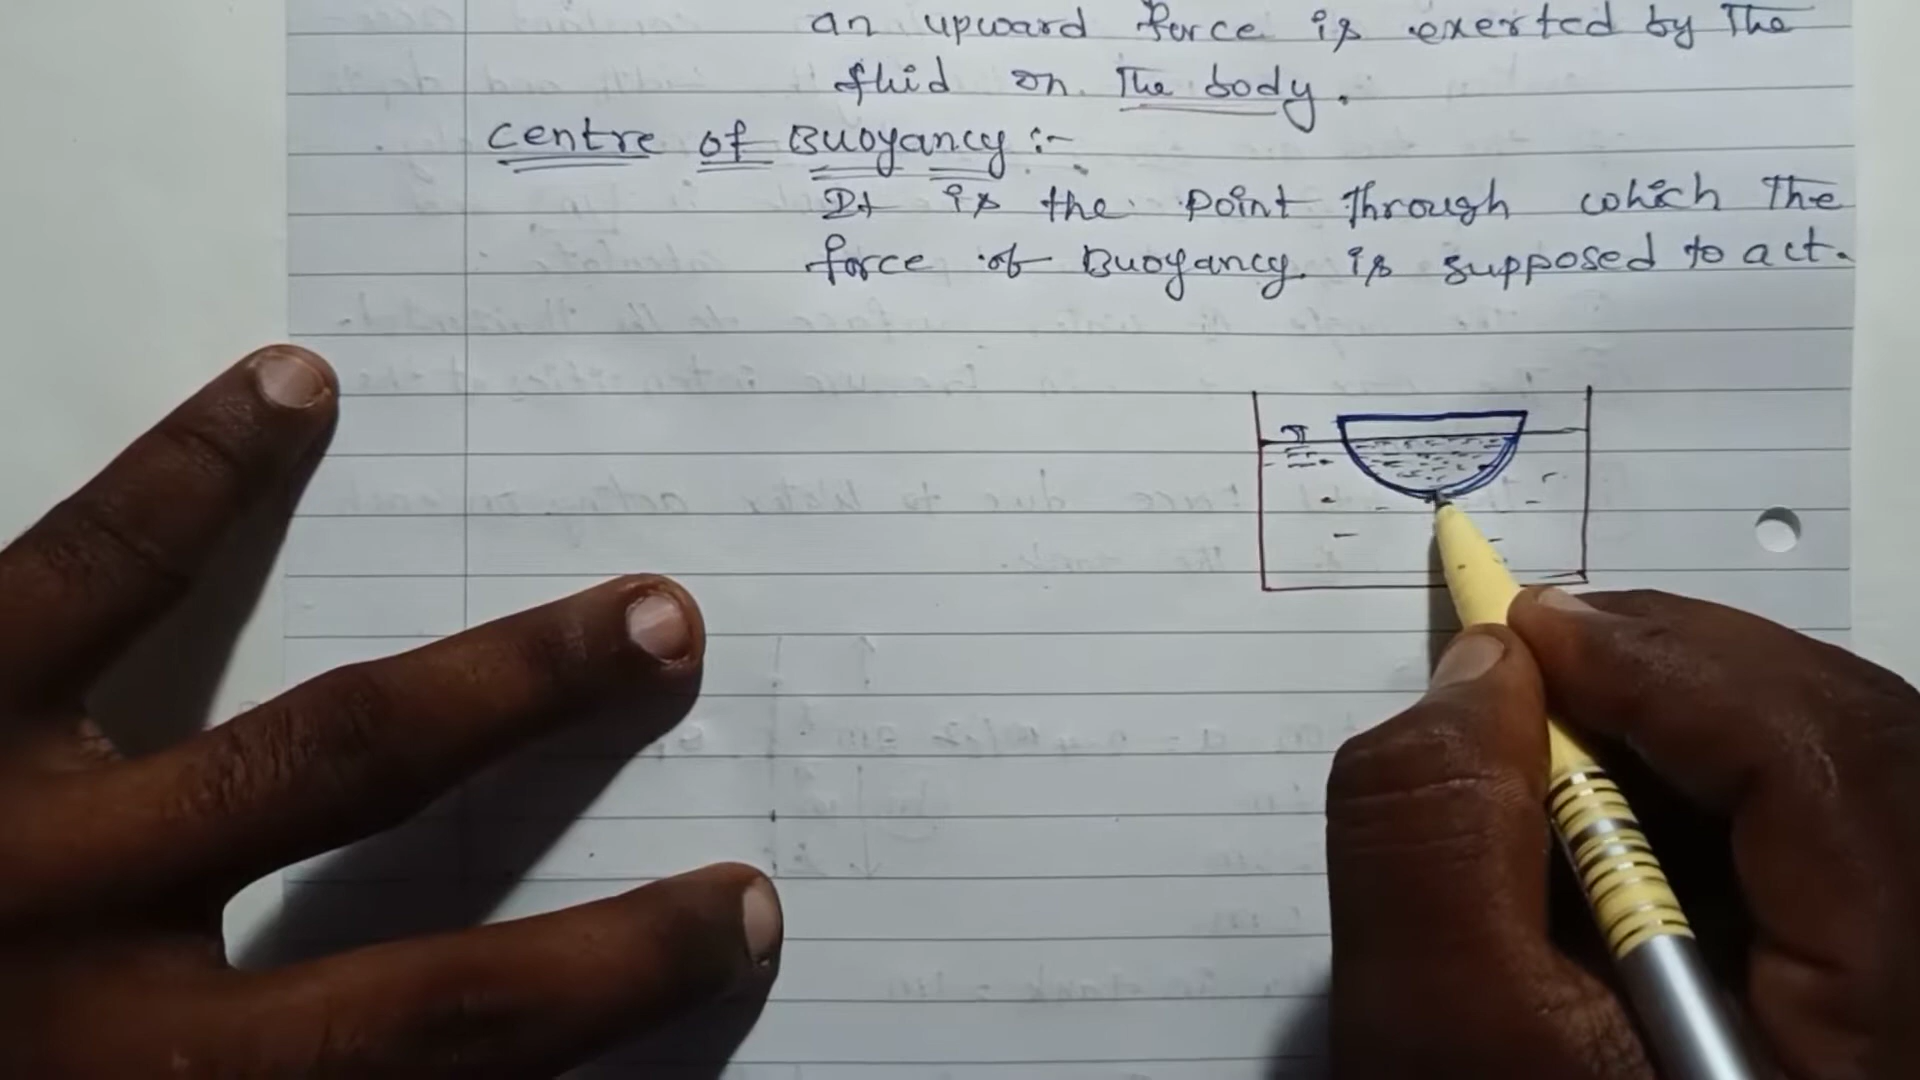 an upward force is exerted by The
fluid on The body.
Centre of Buoyancy :-
It is the Point Through which The
force of Buoyancy. is supposed to act.